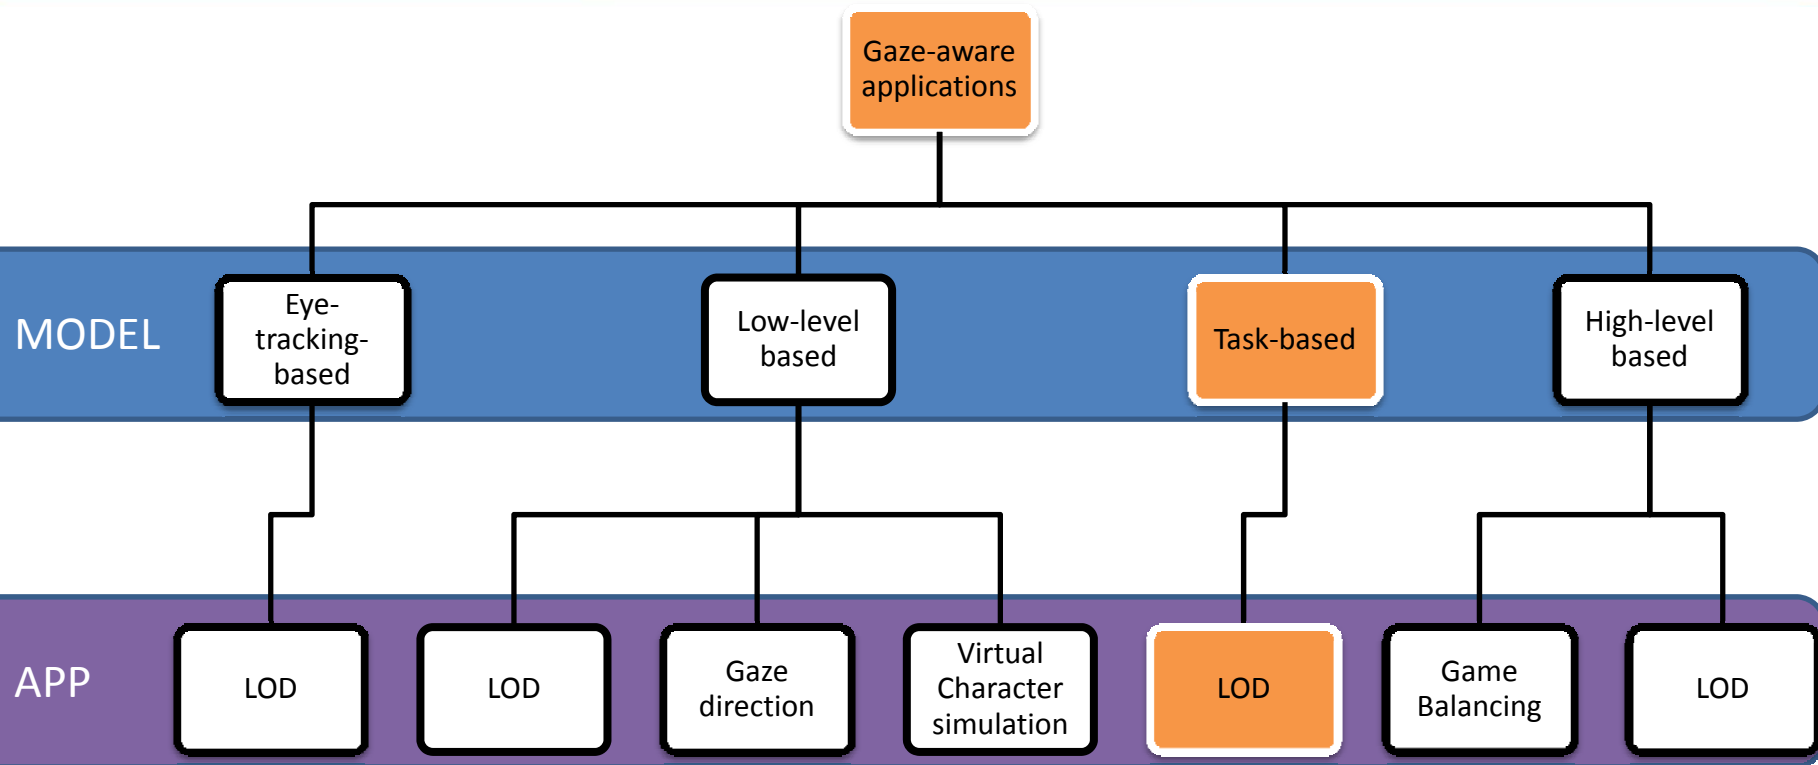 Gaze-aware
applications
MODEL
Eye-
tracking-
based
Low-level
based
Task-based
High-level
based
APP
LOD
LOD
Gaze
direction
Virtual
Character
simulation
LOD
Game
Balancing
LOD